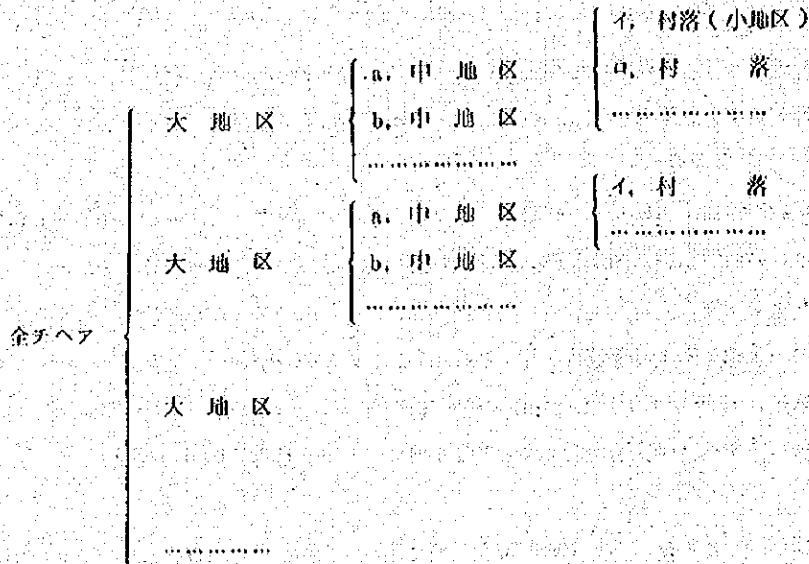 イ, 村落(小地区)
a, 中地区
ロ, 村落
大地区
b, 中地区
………………
………………
イ, 村落
a, 中地区
………………
大地区
b, 中地区
………………
全チヘア
大地区
…………